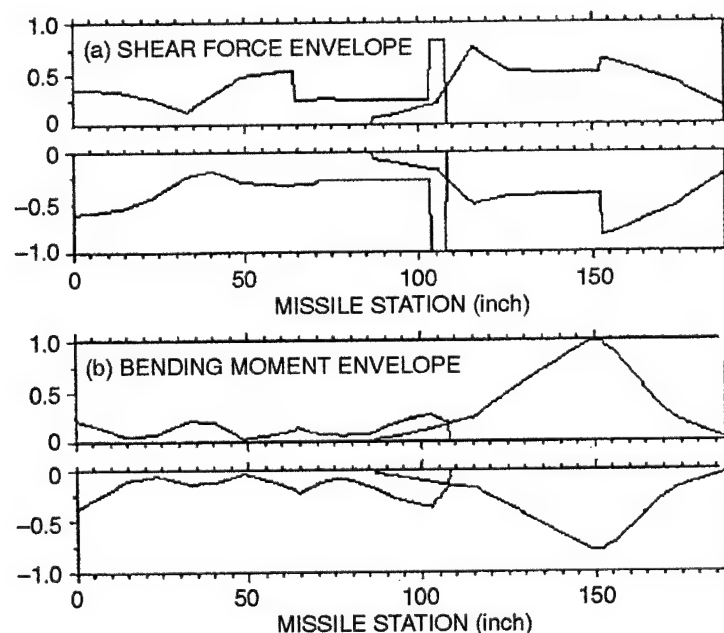 1.0
(a) SHEAR FORCE ENVELOPE
0.5
0
0
−0.5
−1.0
0 50 100 150
MISSILE STATION (inch)
1.0
(b) BENDING MOMENT ENVELOPE
0.5
0
0
−0.5
−1.0
0 50 100 150
MISSILE STATION (inch)